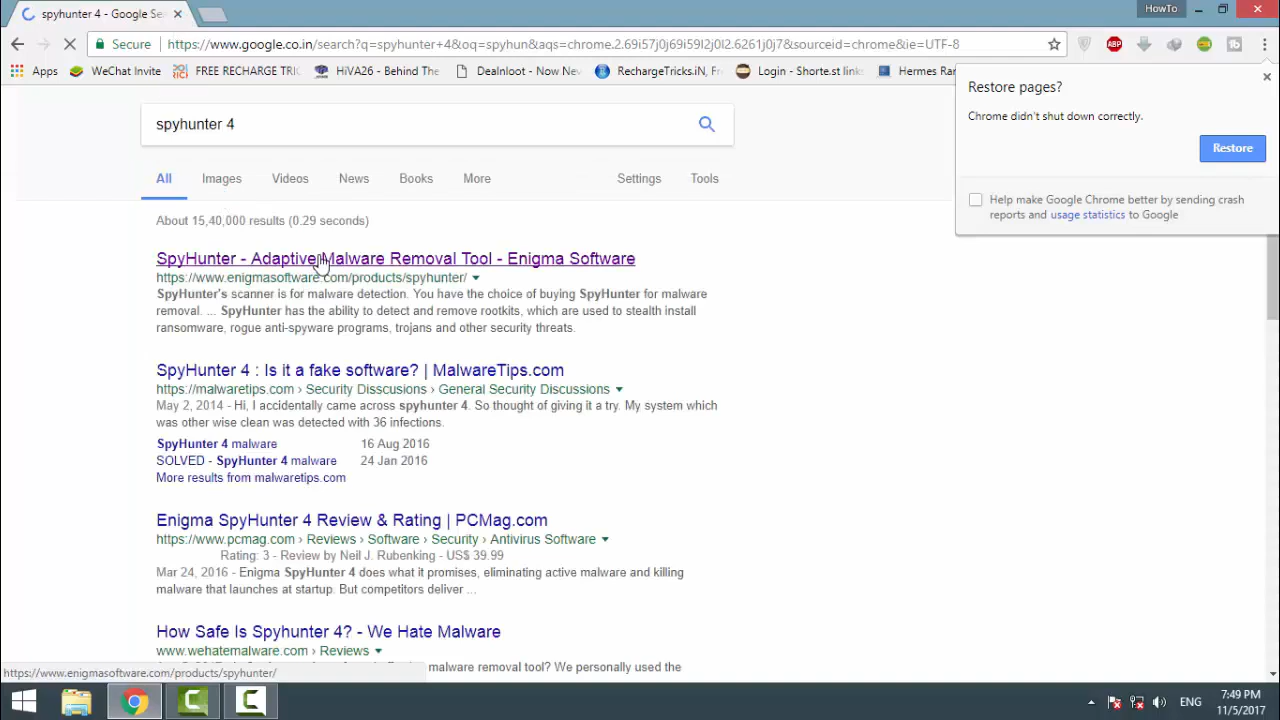 spyhunter 4 - Google Se
HowTo
Secure
https://www.google.co.in/search?q=spyhunter+4&oq=spyhun&aqs=chrome.2.69i57j0j69i59l2j0l2.6261j0j7&sourceid=chrome&ie=UTF-8
ABP
Apps
WeChat Invite
FREE RECHARGE TRIC
HiVA26 - Behind The
Dealnloot - Now New
RechargeTricks.iN, Fr
Login - Shorte.st links
Hermes Ran
Restore pages?
Chrome didn't shut down correctly.
Restore
Help make Google Chrome better by sending crash
reports and usage statistics to Google
spyhunter 4
All
Images
Videos
News
Books
More
Settings
Tools
About 15,40,000 results (0.29 seconds)
SpyHunter - Adaptive Malware Removal Tool - Enigma Software
https://www.enigmasoftware.com/products/spyhunter/
SpyHunter's scanner is for malware detection. You have the choice of buying SpyHunter for malware
removal. ... SpyHunter has the ability to detect and remove rootkits, which are used to stealth install
ransomware, rogue anti-spyware programs, trojans and other security threats.
SpyHunter 4 : Is it a fake software? | MalwareTips.com
https://malwaretips.com › Security Disscusions › General Security Discussions
May 2, 2014 - Hi, I accidentally came across spyhunter 4. So thought of giving it a try. My system which
was other wise clean was detected with 36 infections.
SpyHunter 4 malware 16 Aug 2016
SOLVED - SpyHunter 4 malware 24 Jan 2016
More results from malwaretips.com
Enigma SpyHunter 4 Review & Rating | PCMag.com
https://www.pcmag.com › Reviews › Software › Security › Antivirus Software
Rating: 3 - Review by Neil J. Rubenking - US$ 39.99
Mar 24, 2016 - Enigma SpyHunter 4 does what it promises, eliminating active malware and killing
malware that launches at startup. But competitors deliver ...
How Safe Is Spyhunter 4? - We Hate Malware
www.wehatemalware.com › Reviews
malware removal tool? We personally used the
https://www.enigmasoftware.com/products/spyhunter/
ENG
7:49 PM
11/5/2017